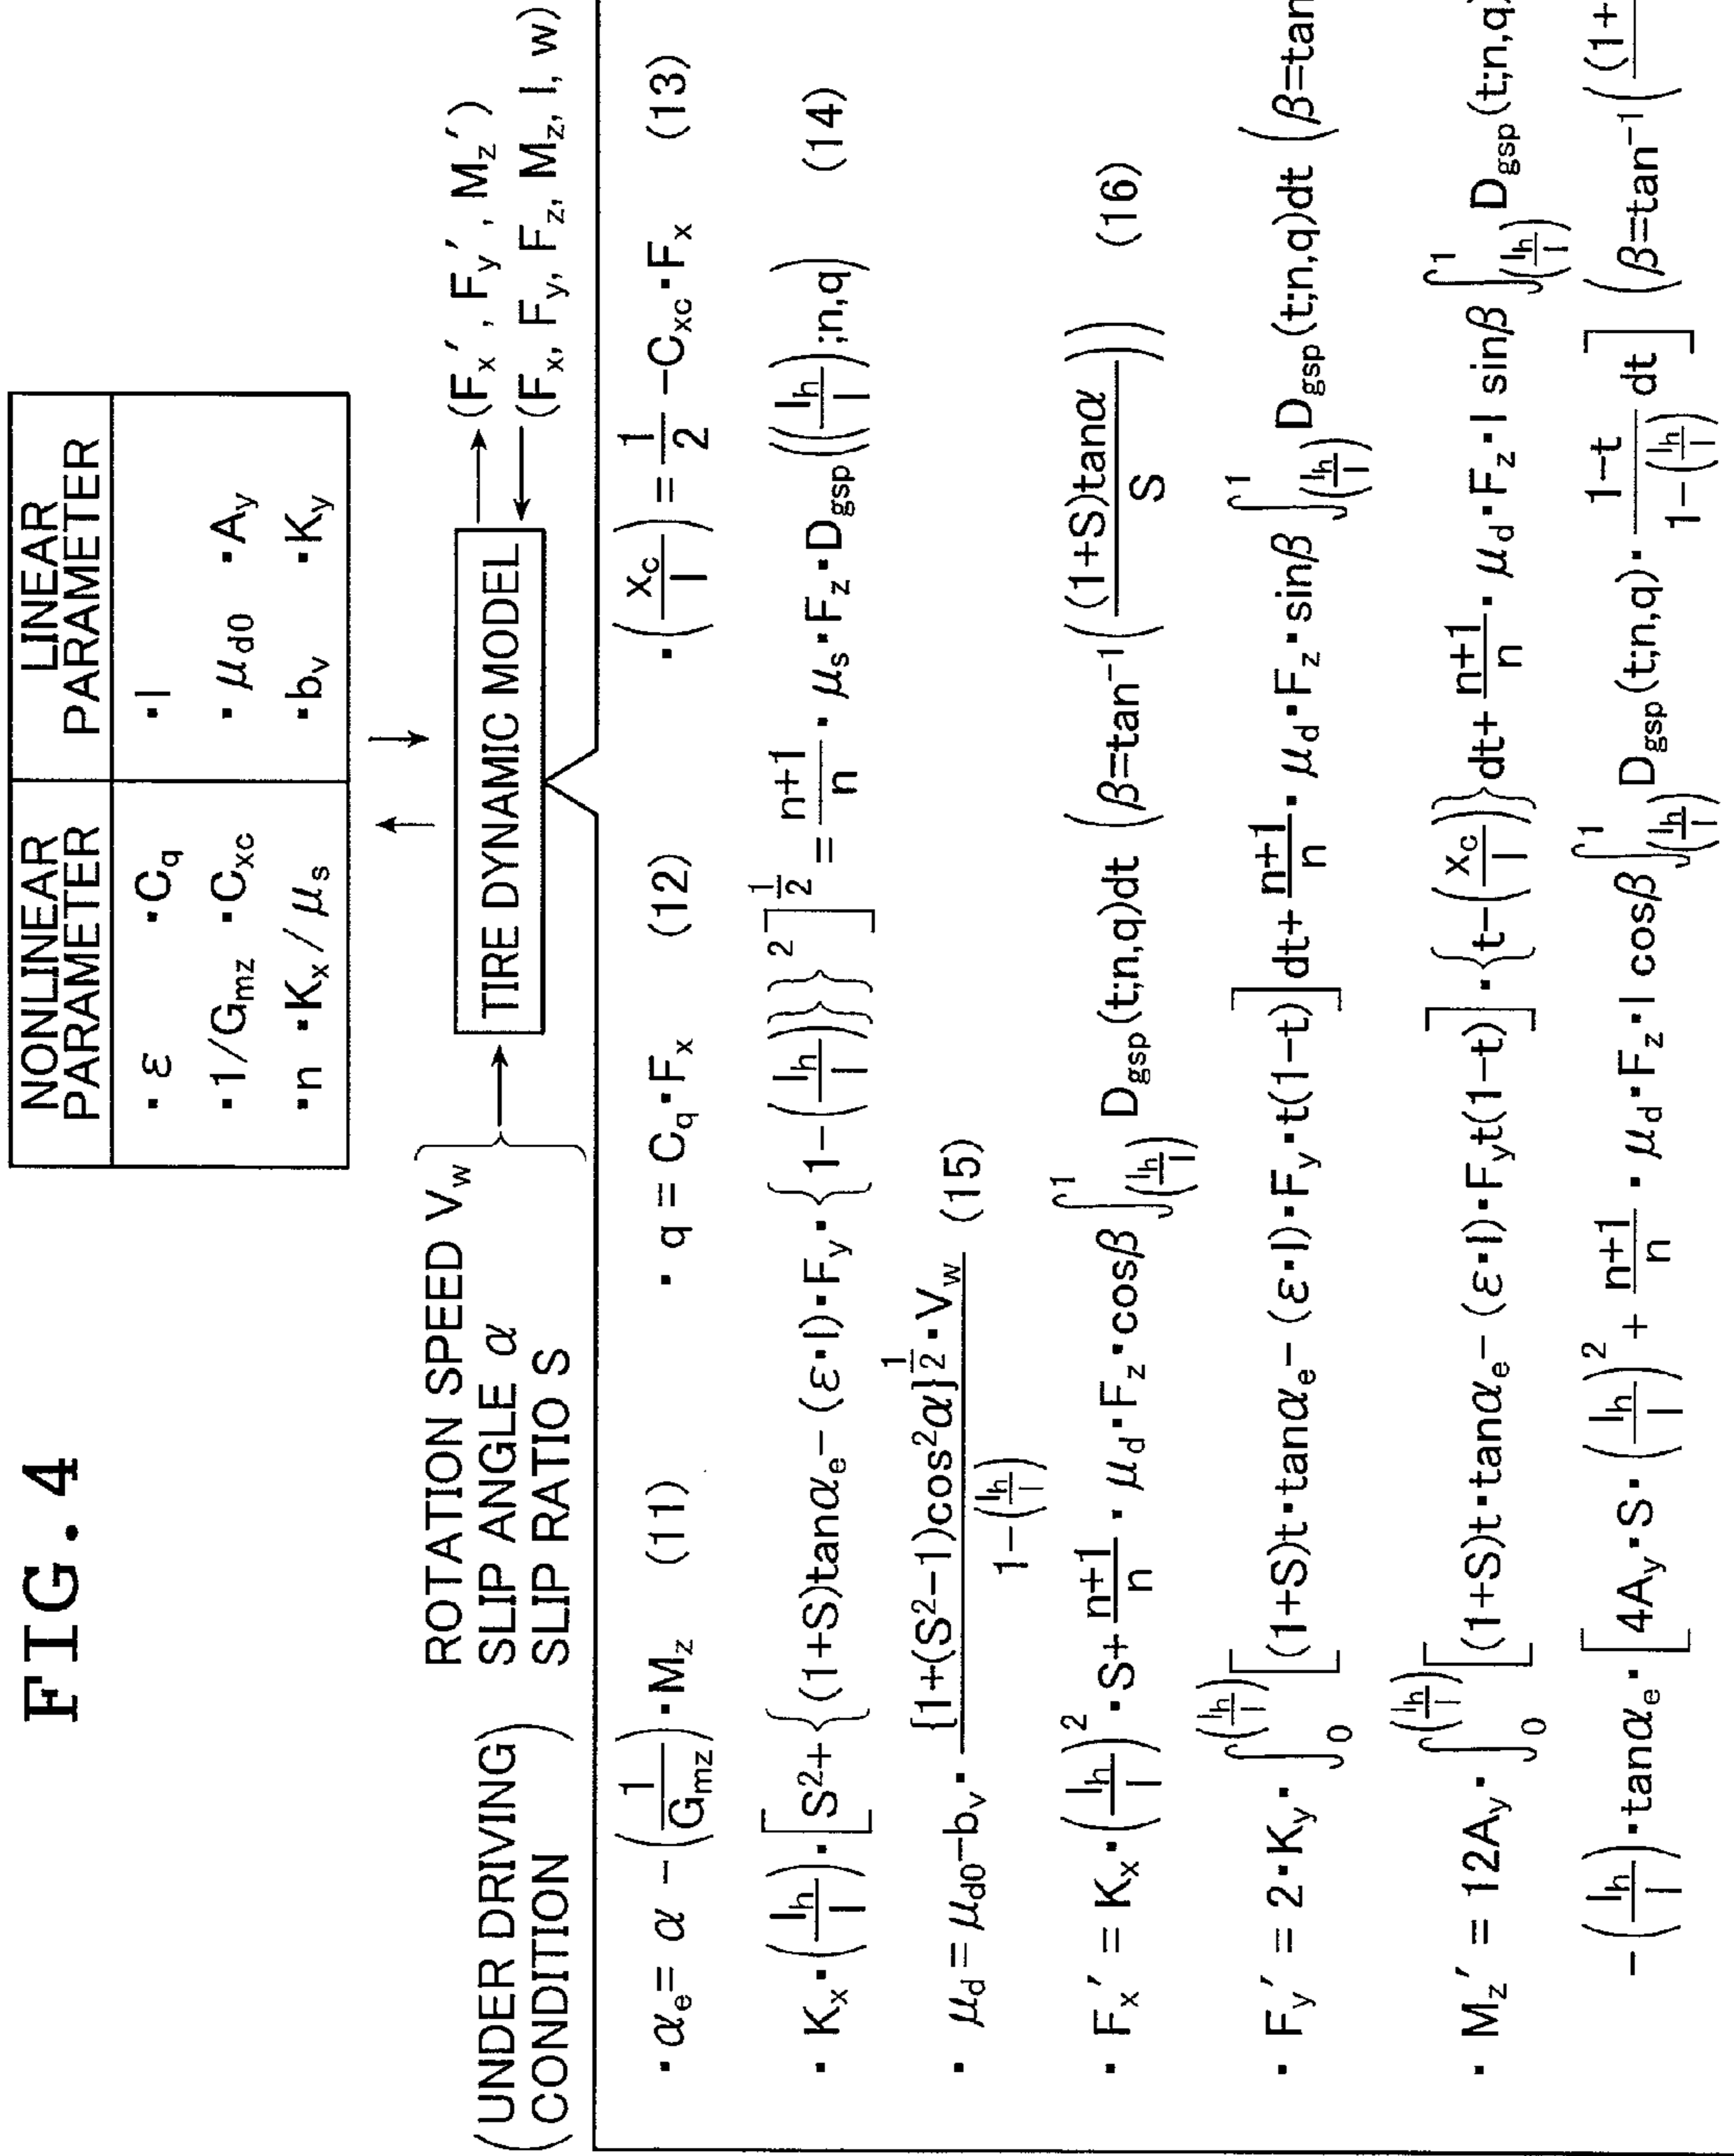 FIG. 4
NONLINEAR PARAMETER | LINEAR PARAMETER
・ε ・C_q | ・l
・1/G_mz ・C_xc | ・μ_d0 ・A_y
・n ・K_x/μ_s | ・b_v ・K_y
(UNDER DRIVING CONDITION)
ROTATION SPEED V_w
SLIP ANGLE α
SLIP RATIO S
TIRE DYNAMIC MODEL
(F_x′, F_y′, M_z′)
(F_x, F_y, F_z, M_z, l, w)
・α_e = α − (1/G_mz)・M_z (11) ・q = C_q・F_x (12) ・(x_c/l) = 1/2 − C_xc・F_x (13)
・K_x・(l_h/l)・[S²+{(1+S)tanα_e − (ε・l)・F_y・{1−(l_h/l)}}²]^(1/2) = (n+1)/n・μ_s・F_z・D_gsp((l_h/l);n,q) (14)
・μ_d = μ_d0 − b_v・{1+(S²−1)cos²α}^(1/2)・V_w / (1−(l_h/l)) (15)
・F_x′ = K_x・(l_h/l)²・S + (n+1)/n・μ_d・F_z・cosβ ∫_(l_h/l)^1 D_gsp(t;n,q)dt (β=tan⁻¹((1+S)tanα/S)) (16)
・F_y′ = 2・K_y・∫_0^(l_h/l) [(1+S)t・tanα_e − (ε・l)・F_y・t(1−t)]dt + (n+1)/n・μ_d・F_z・sinβ ∫_(l_h/l)^1 D_gsp(t;n,q)dt (β=tan
・M_z′ = 12A_y・∫_0^(l_h/l) [(1+S)t・tanα_e − (ε・l)・F_y t(1−t)]・{t−(x_c/l)}dt + (n+1)/n・μ_d・F_z・l sinβ ∫_(l_h/l)^1 D_gsp(t;n,q)
−(l_h/l)・tanα_e・[4A_y・S・(l_h/l)² + (n+1)/n・μ_d・F_z・l cosβ ∫_(l_h/l)^1 D_gsp(t;n,q)・(1−t)/(1−(l_h/l)) dt] (β=tan⁻¹((1+